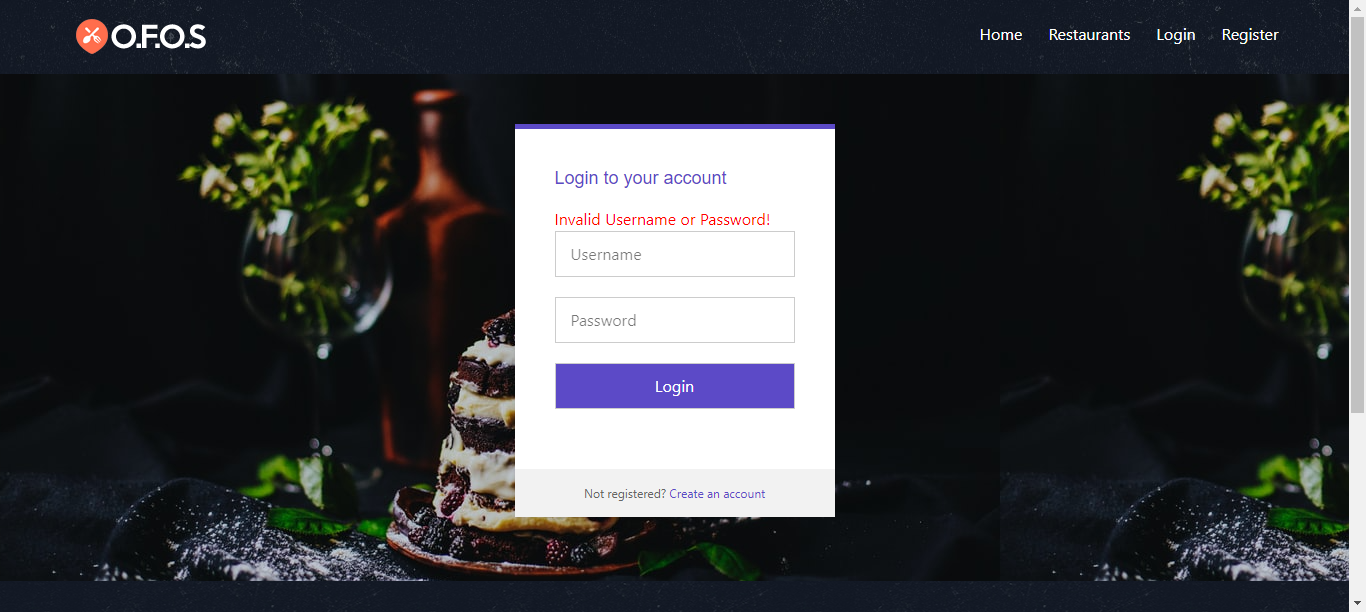 O.F.O.S
Home Restaurants Login Register
Login to your account
Invalid Username or Password!
Username
Password
Login
Not registered? Create an account